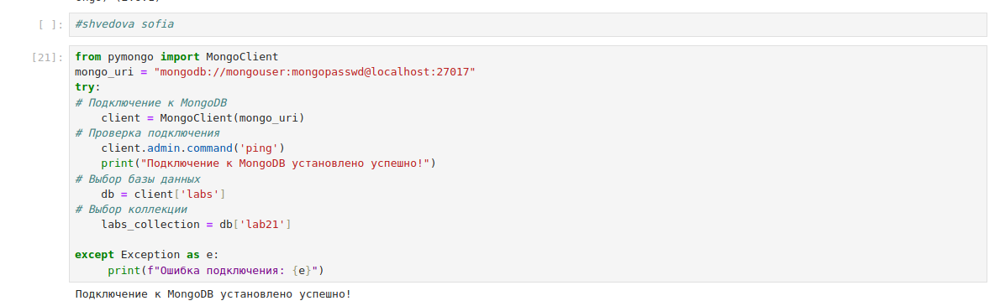 [ ]:
#shvedova sofia
[21]:
from pymongo import MongoClient
mongo_uri = "mongodb://mongouser:mongopasswd@localhost:27017"
try:
# Подключение к MongoDB
    client = MongoClient(mongo_uri)
# Проверка подключения
    client.admin.command('ping')
    print("Подключение к MongoDB установлено успешно!")
# Выбор базы данных
    db = client['labs']
# Выбор коллекции
    labs_collection = db['lab21']
except Exception as e:
     print(f"Ошибка подключения: {e}")
Подключение к MongoDB установлено успешно!